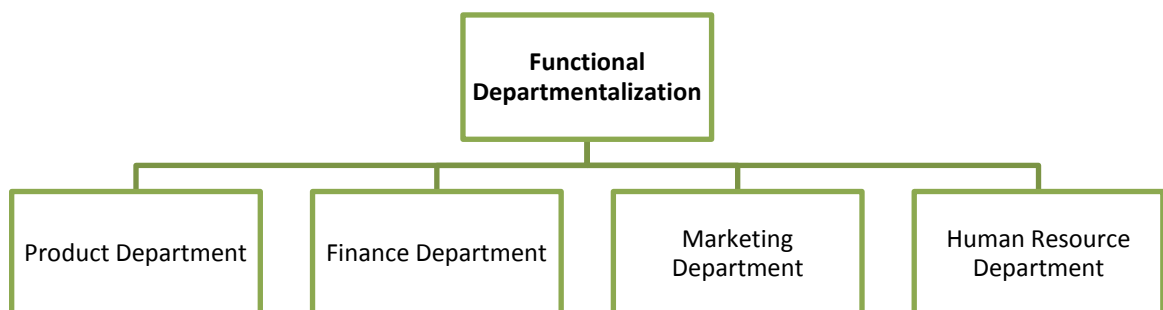 Functional
Departmentalization
Product Department
Finance Department
Marketing
Department
Human Resource
Department